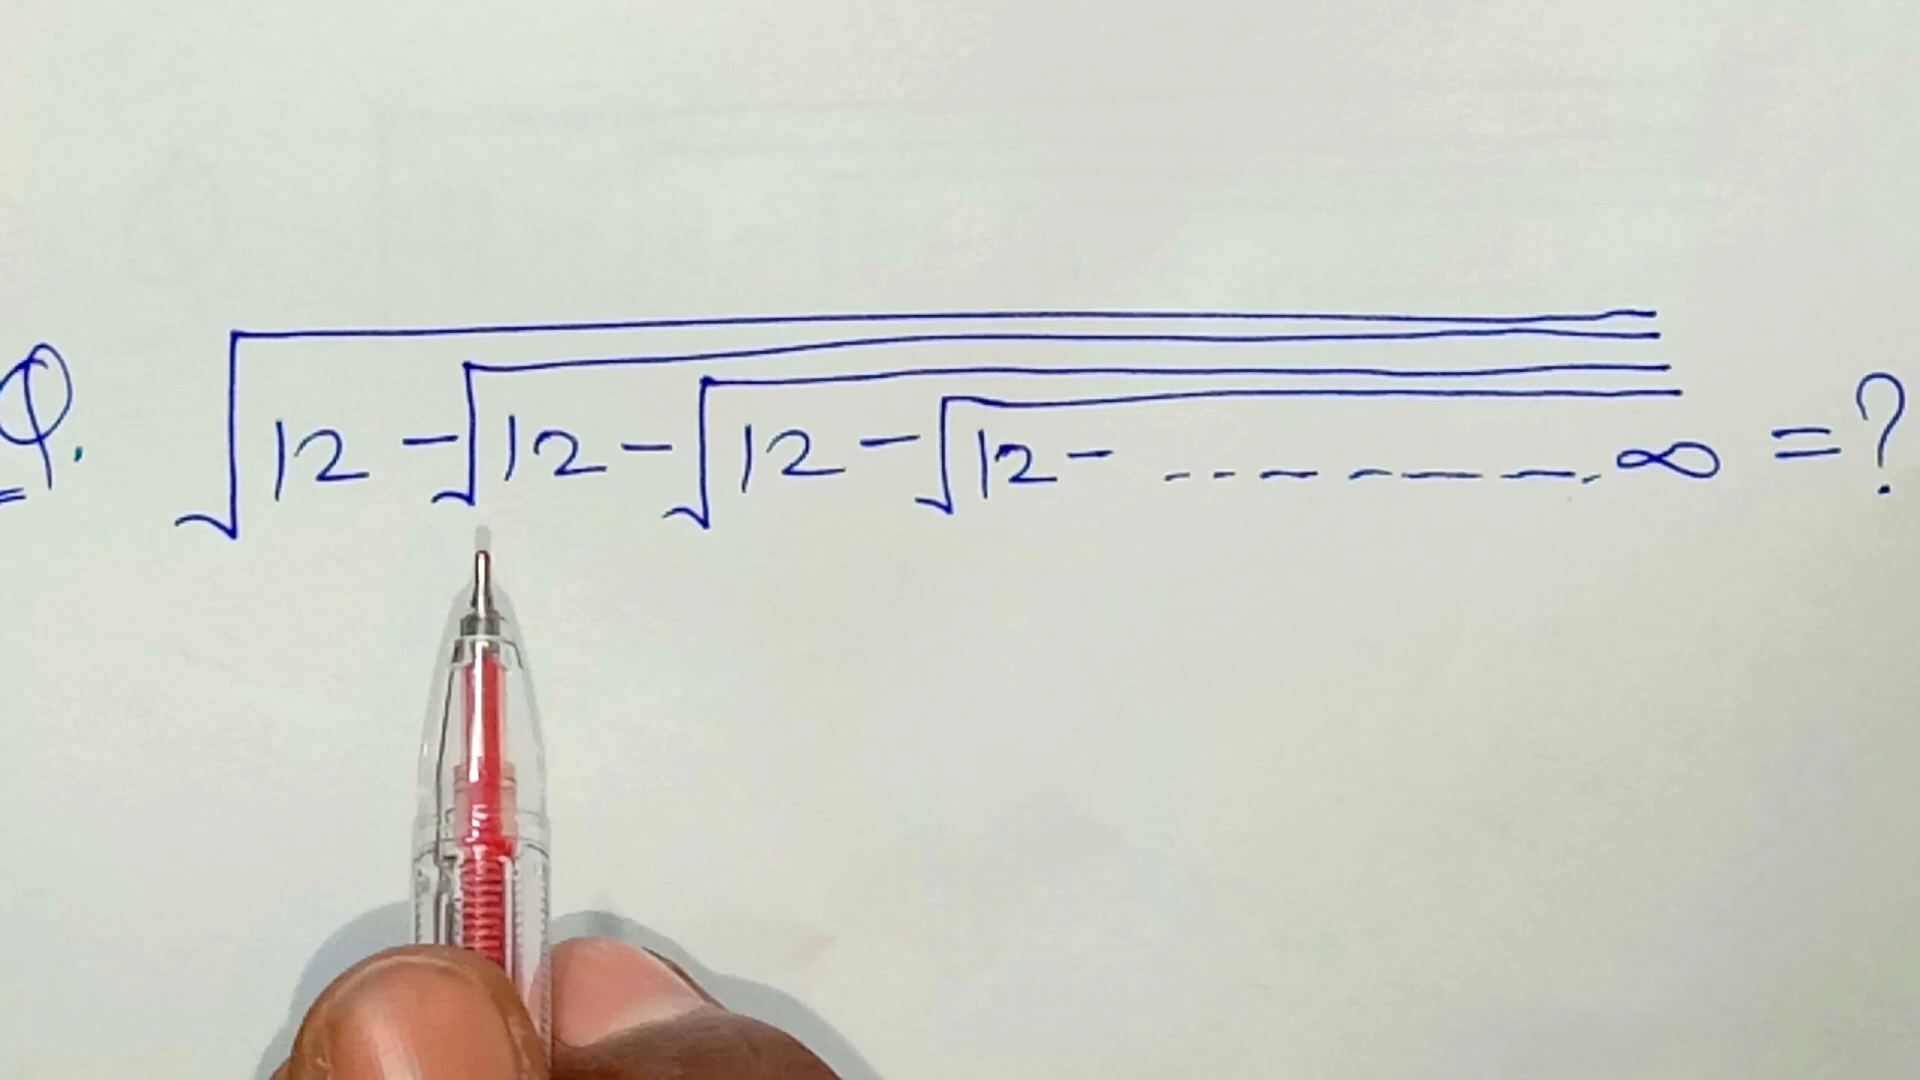 Q. √12 - √12 - √12 - √12 - ........ ∞ = ?